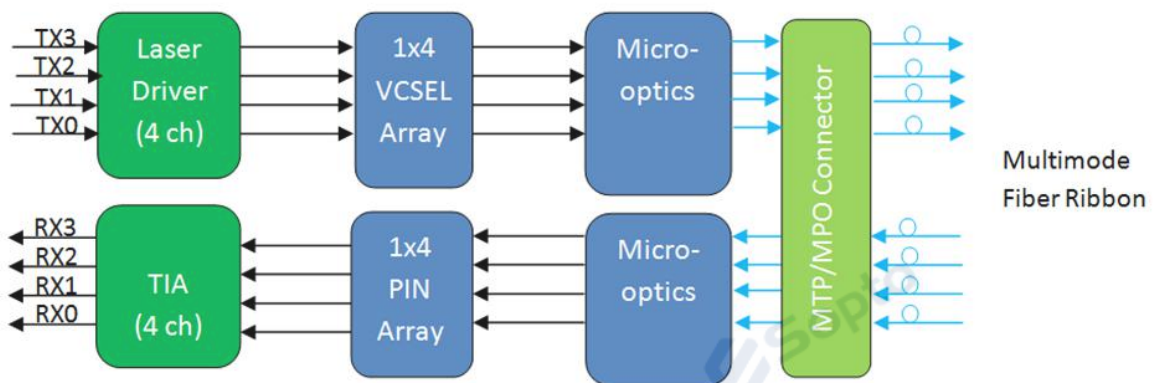 TX3
TX2
TX1
TX0
Laser
Driver
(4 ch)
1x4
VCSEL
Array
Micro-
optics
MTP/MPO Connector
Multimode
Fiber Ribbon
RX3
RX2
RX1
RX0
TIA
(4 ch)
1x4
PIN
Array
Micro-
optics
Sopto